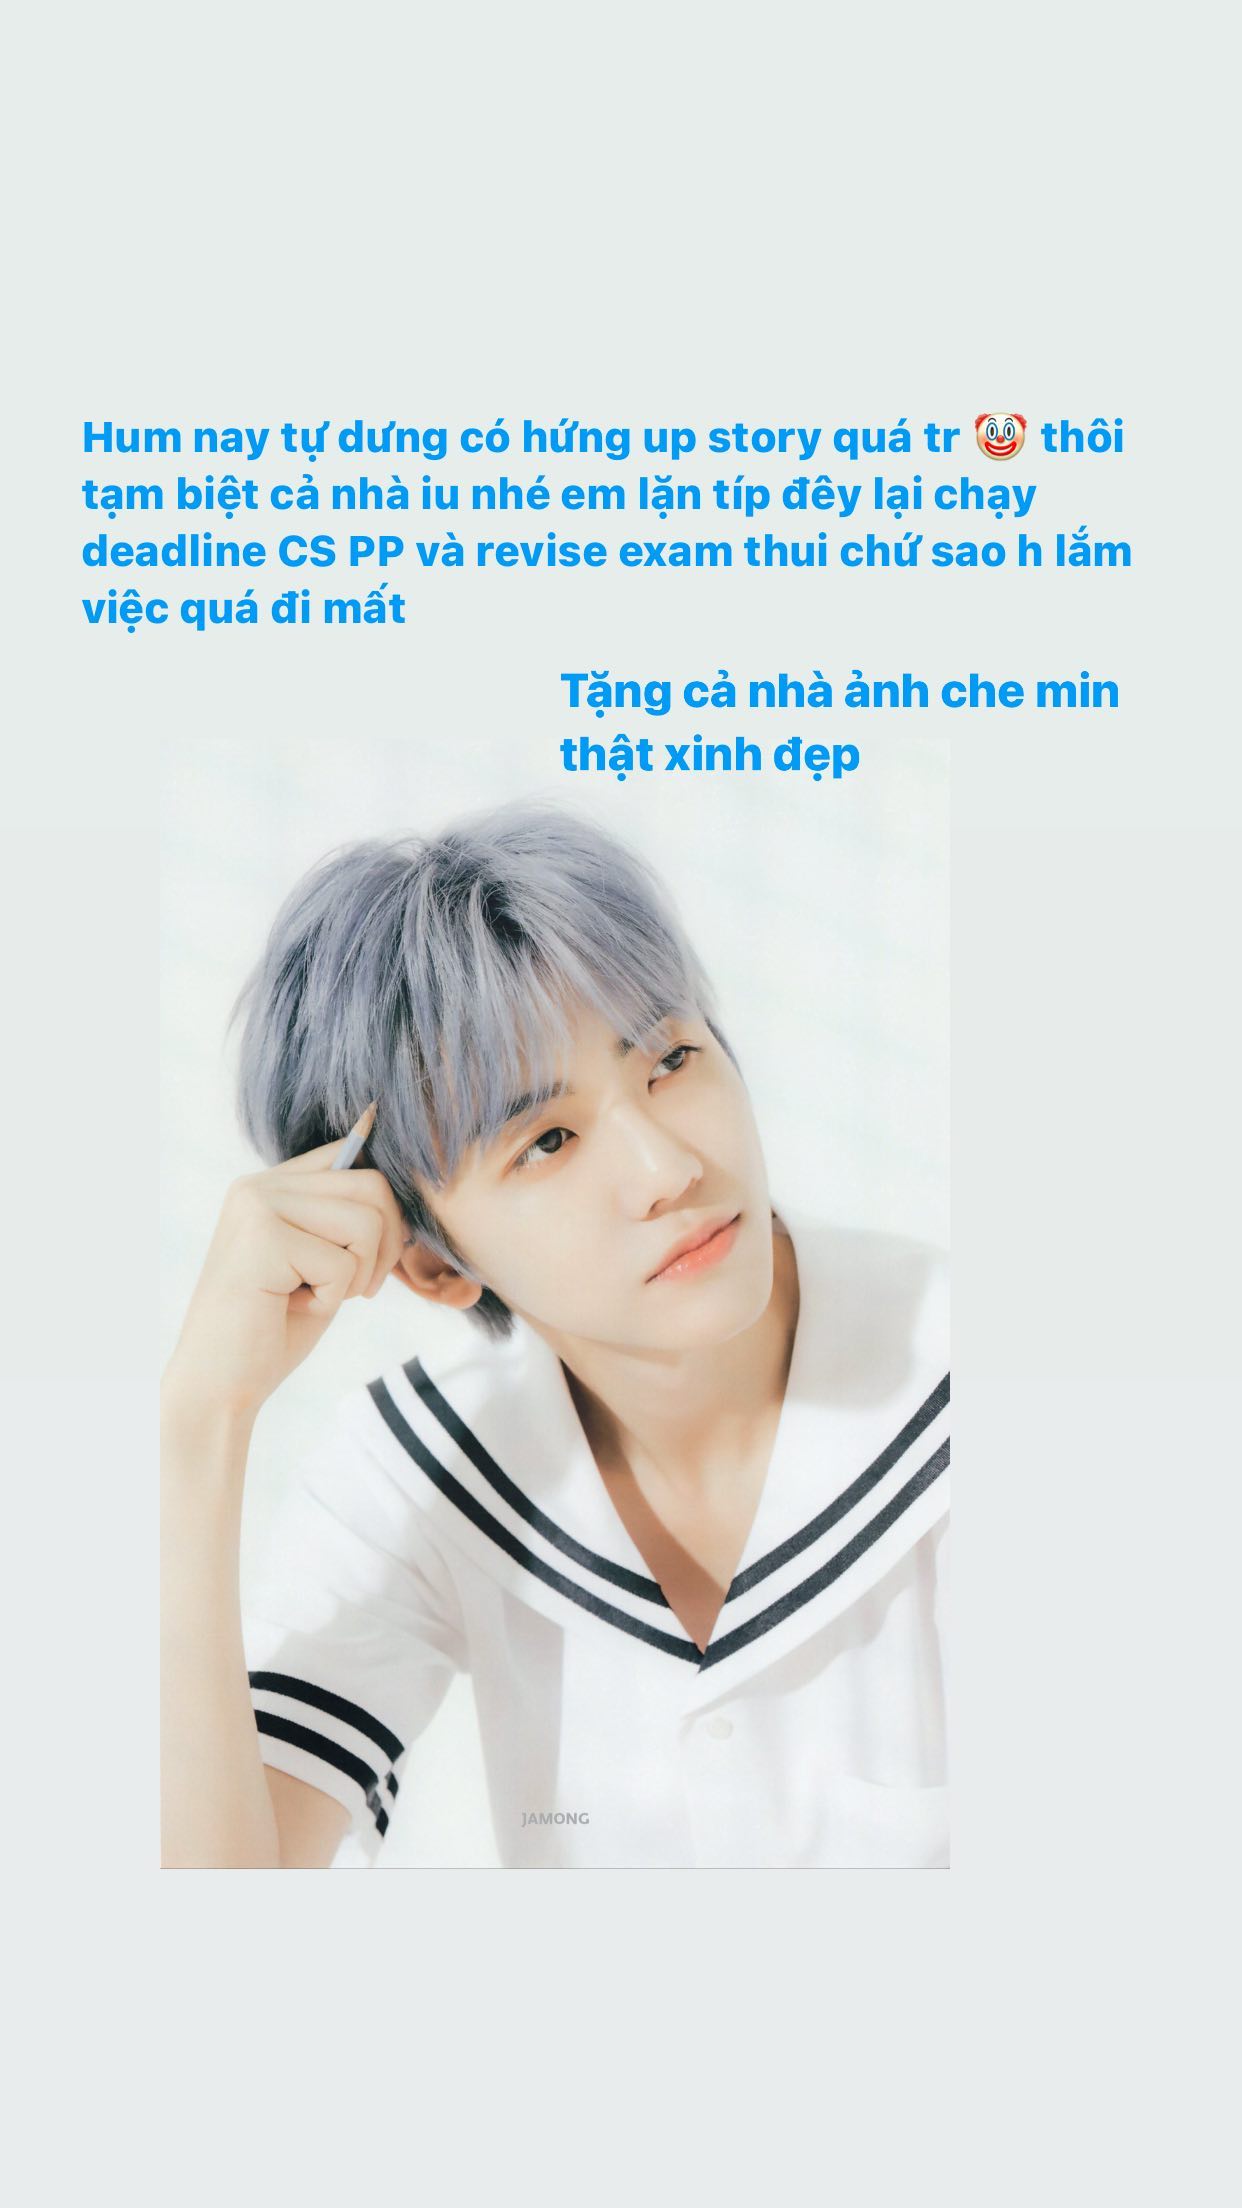 Hum nay tự dưng có hứng up story quá tr 🤡 thôi
tạm biệt cả nhà iu nhé em lặn típ đêy lại chạy
deadline CS PP và revise exam thui chứ sao h lắm
việc quá đi mất
Tặng cả nhà ảnh che min
thật xinh đẹp
JAMONG